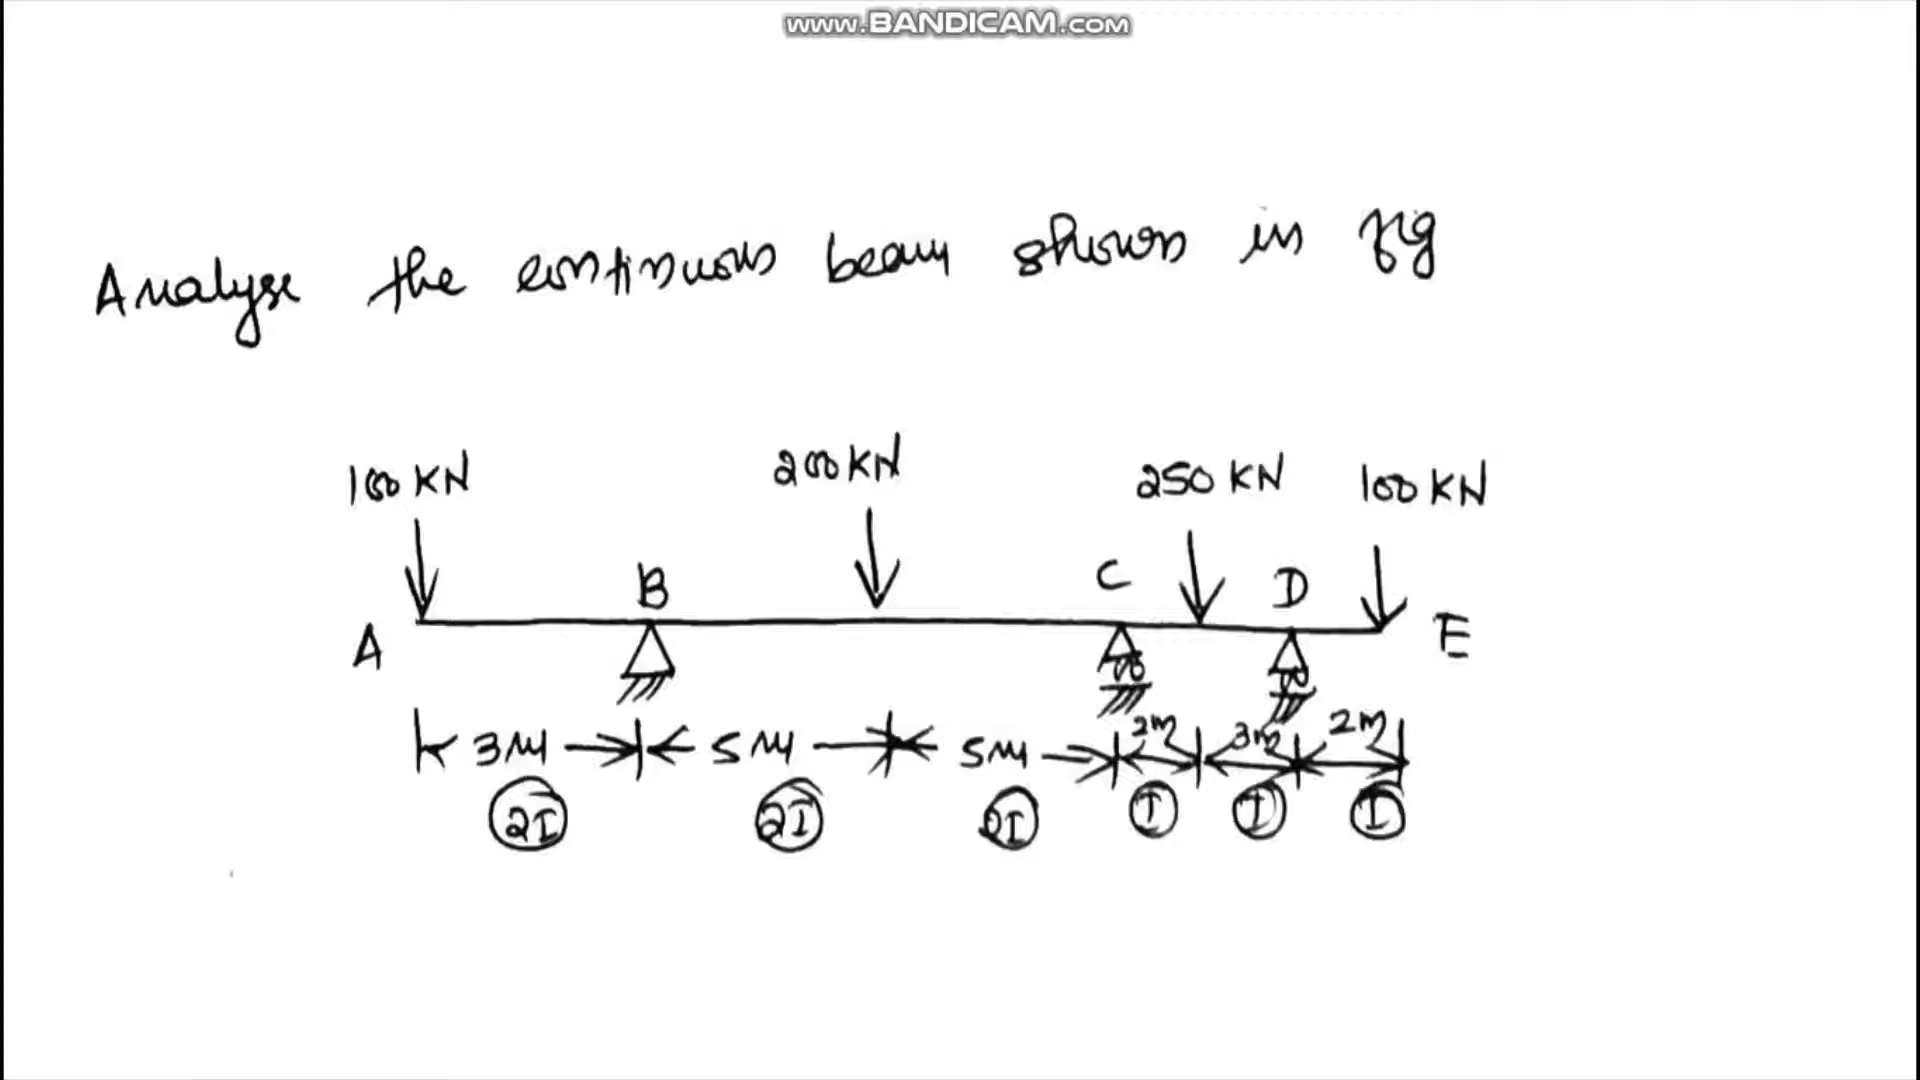 www.BANDICAM.com
Analyse the continuous beam shown in fig
100 KN 200 KN 250 KN 100 KN
A B C D E
3M 5M 5M 2m 3m 2m
2I 2I 2I I I I